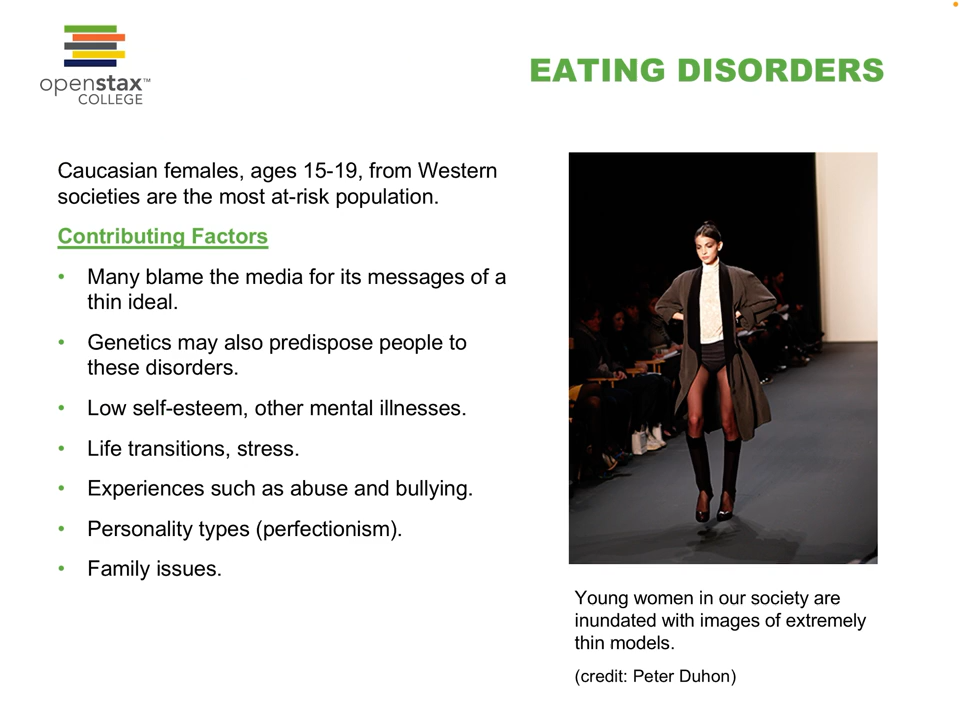 openstax™
COLLEGE
EATING DISORDERS
Caucasian females, ages 15-19, from Western
societies are the most at-risk population.
Contributing Factors
• Many blame the media for its messages of a
thin ideal.
• Genetics may also predispose people to
these disorders.
• Low self-esteem, other mental illnesses.
• Life transitions, stress.
• Experiences such as abuse and bullying.
• Personality types (perfectionism).
• Family issues.
Young women in our society are
inundated with images of extremely
thin models.
(credit: Peter Duhon)